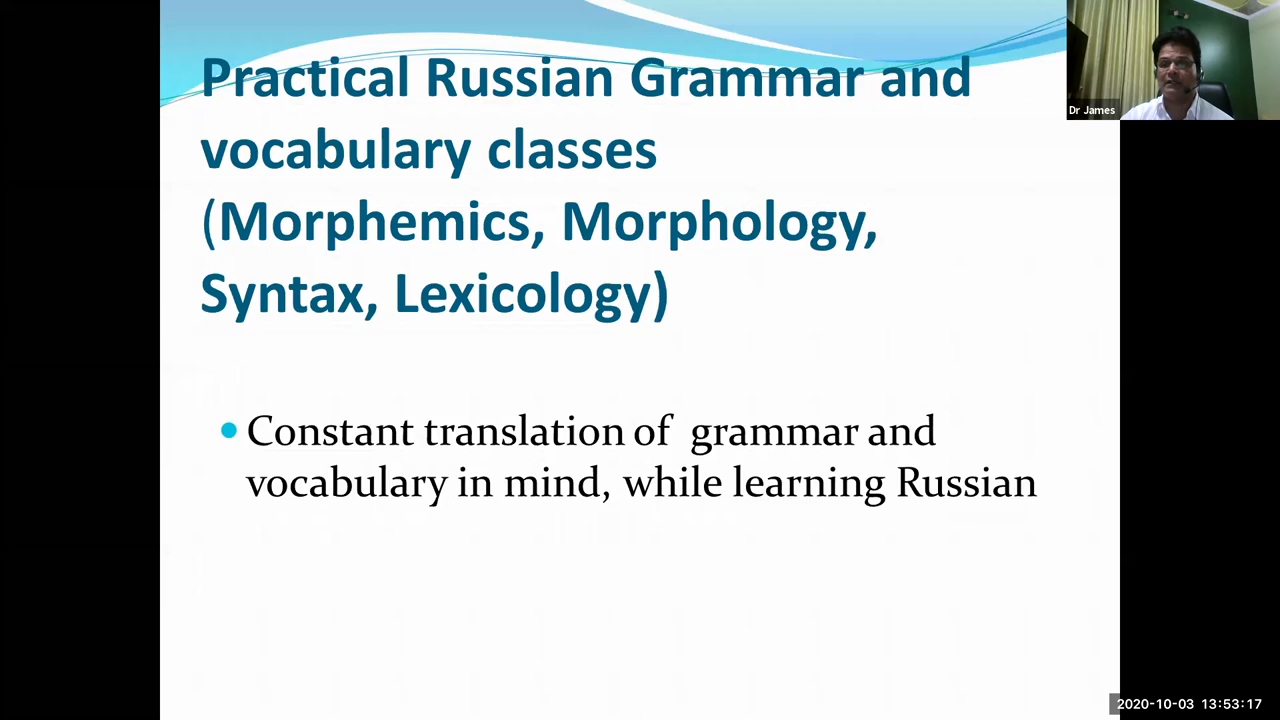 Practical Russian Grammar and
vocabulary classes
(Morphemics, Morphology,
Syntax, Lexicology)
Constant translation of grammar and
vocabulary in mind, while learning Russian
Dr James
2020-10-03 13:53:17